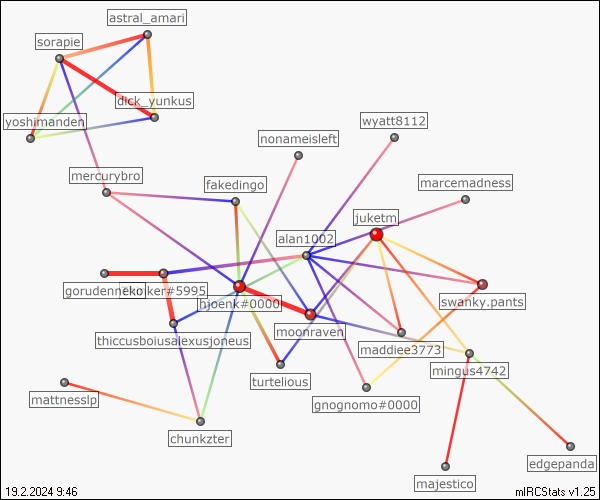 astral_amari
sorapie
dick_yunkus
yoshimanden
wyatt8112
nonameisleft
mercurybro
fakedingo
marcemadness
juketm
alan1002
gorudenneko
#5995
hjoenk#0000
swanky.pants
moonraven
thiccusboiusalexusjoneus
maddiee3773
mingus4742
turtelious
mattnesslp
gnognomo#0000
chunkzter
edgepanda
majestico
19.2.2024 9:46
mIRCStats v1.25